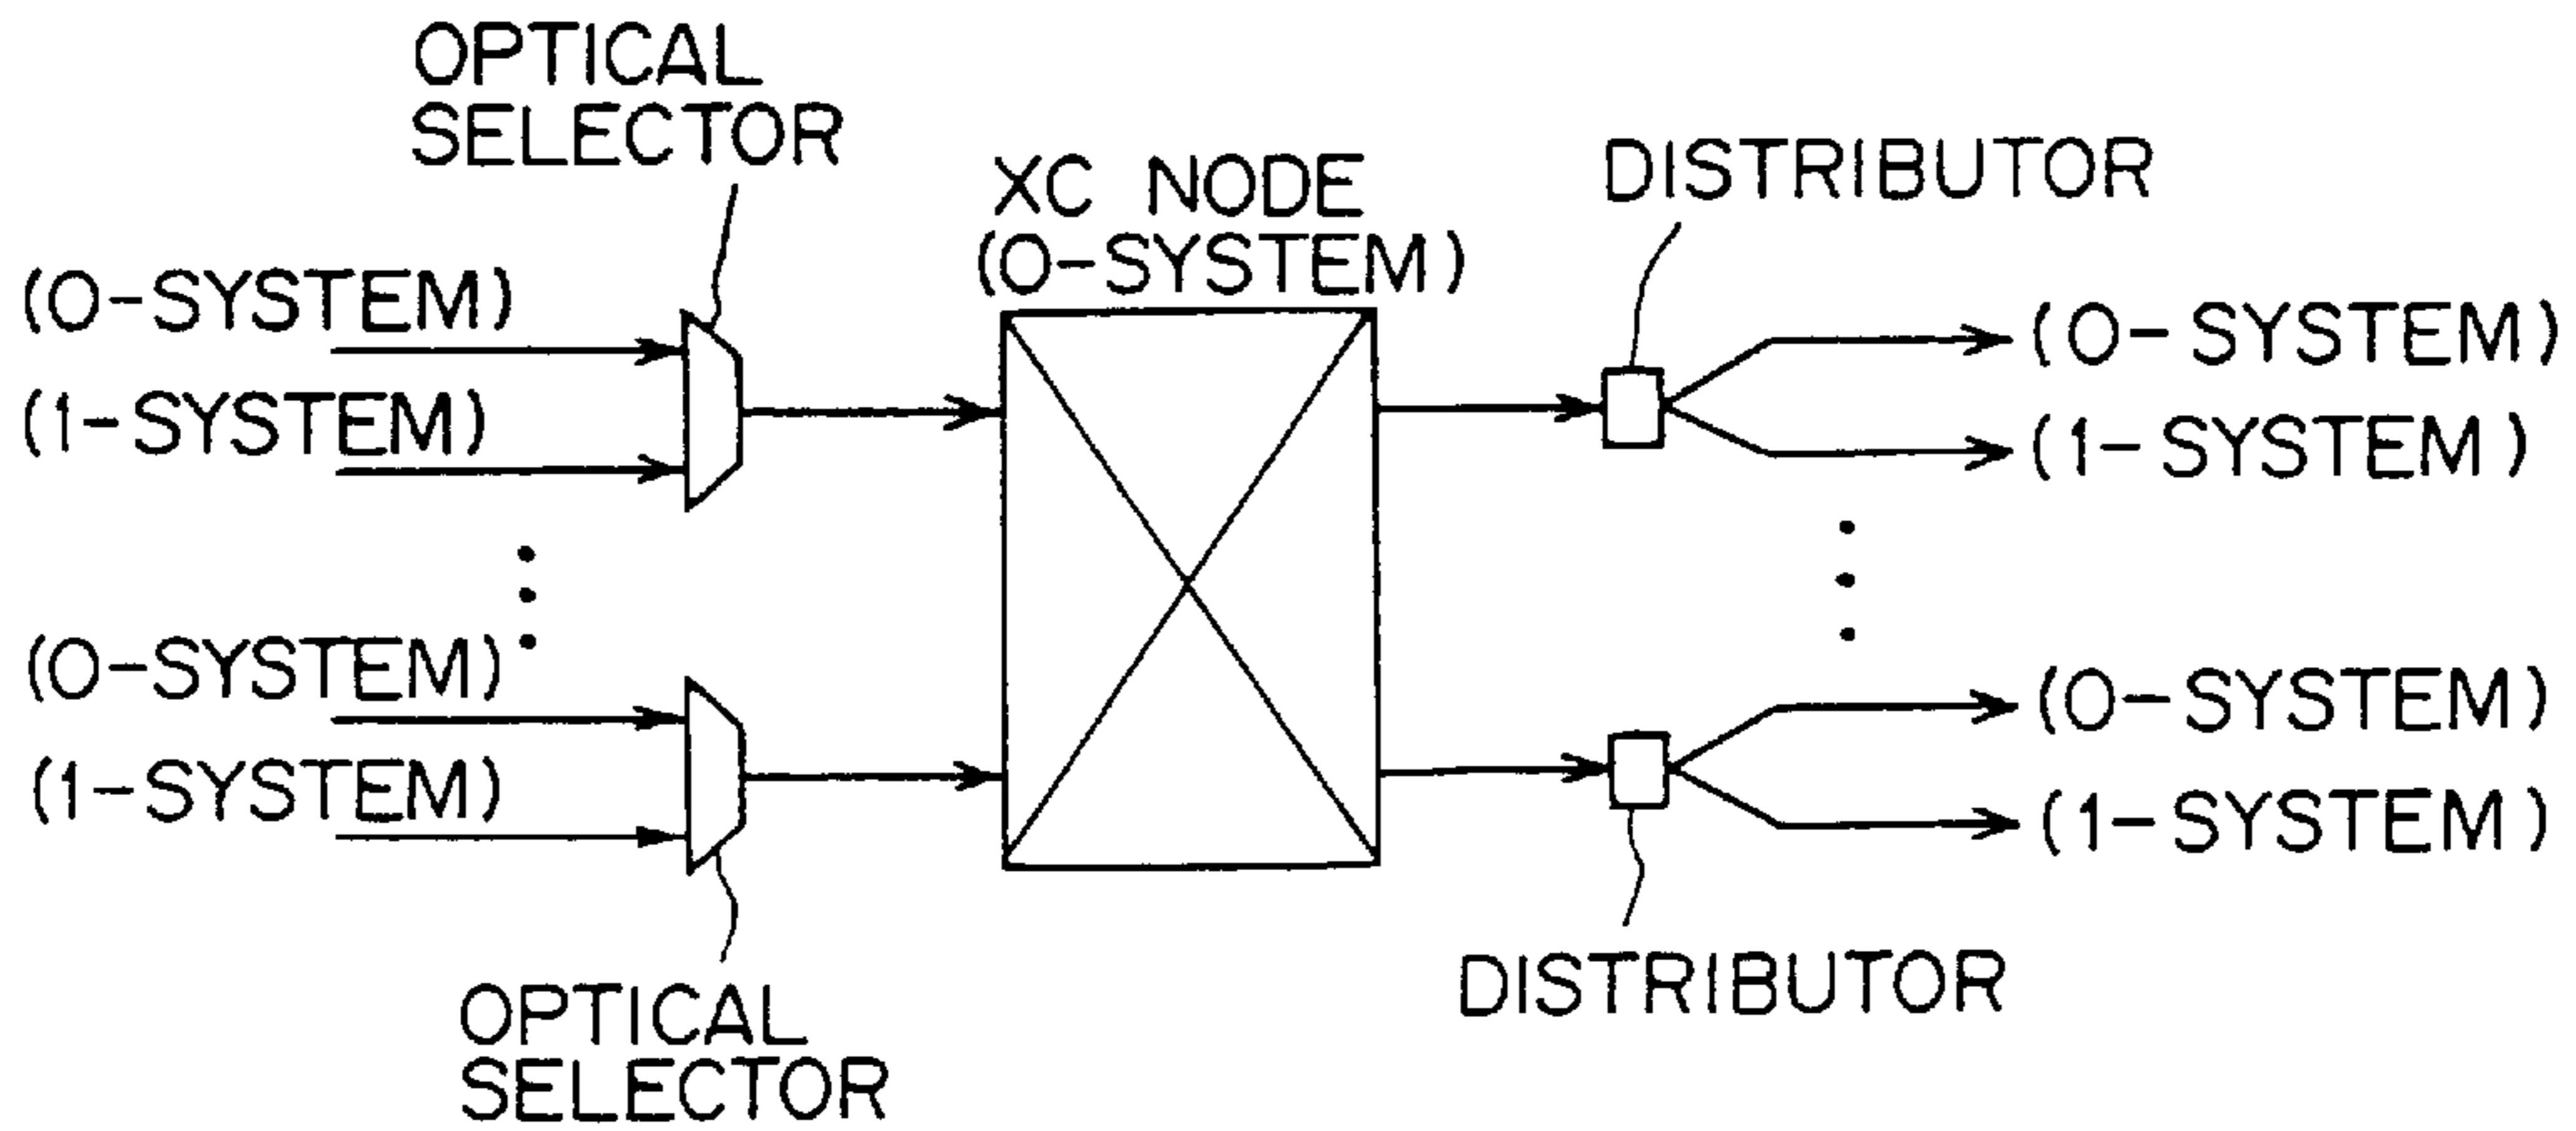 OPTICAL
SELECTOR
XC NODE
(0-SYSTEM)
DISTRIBUTOR
(0-SYSTEM)
(1-SYSTEM)
(0-SYSTEM)
(1-SYSTEM)
(0-SYSTEM)
(1-SYSTEM)
(0-SYSTEM)
(1-SYSTEM)
OPTICAL
SELECTOR
DISTRIBUTOR